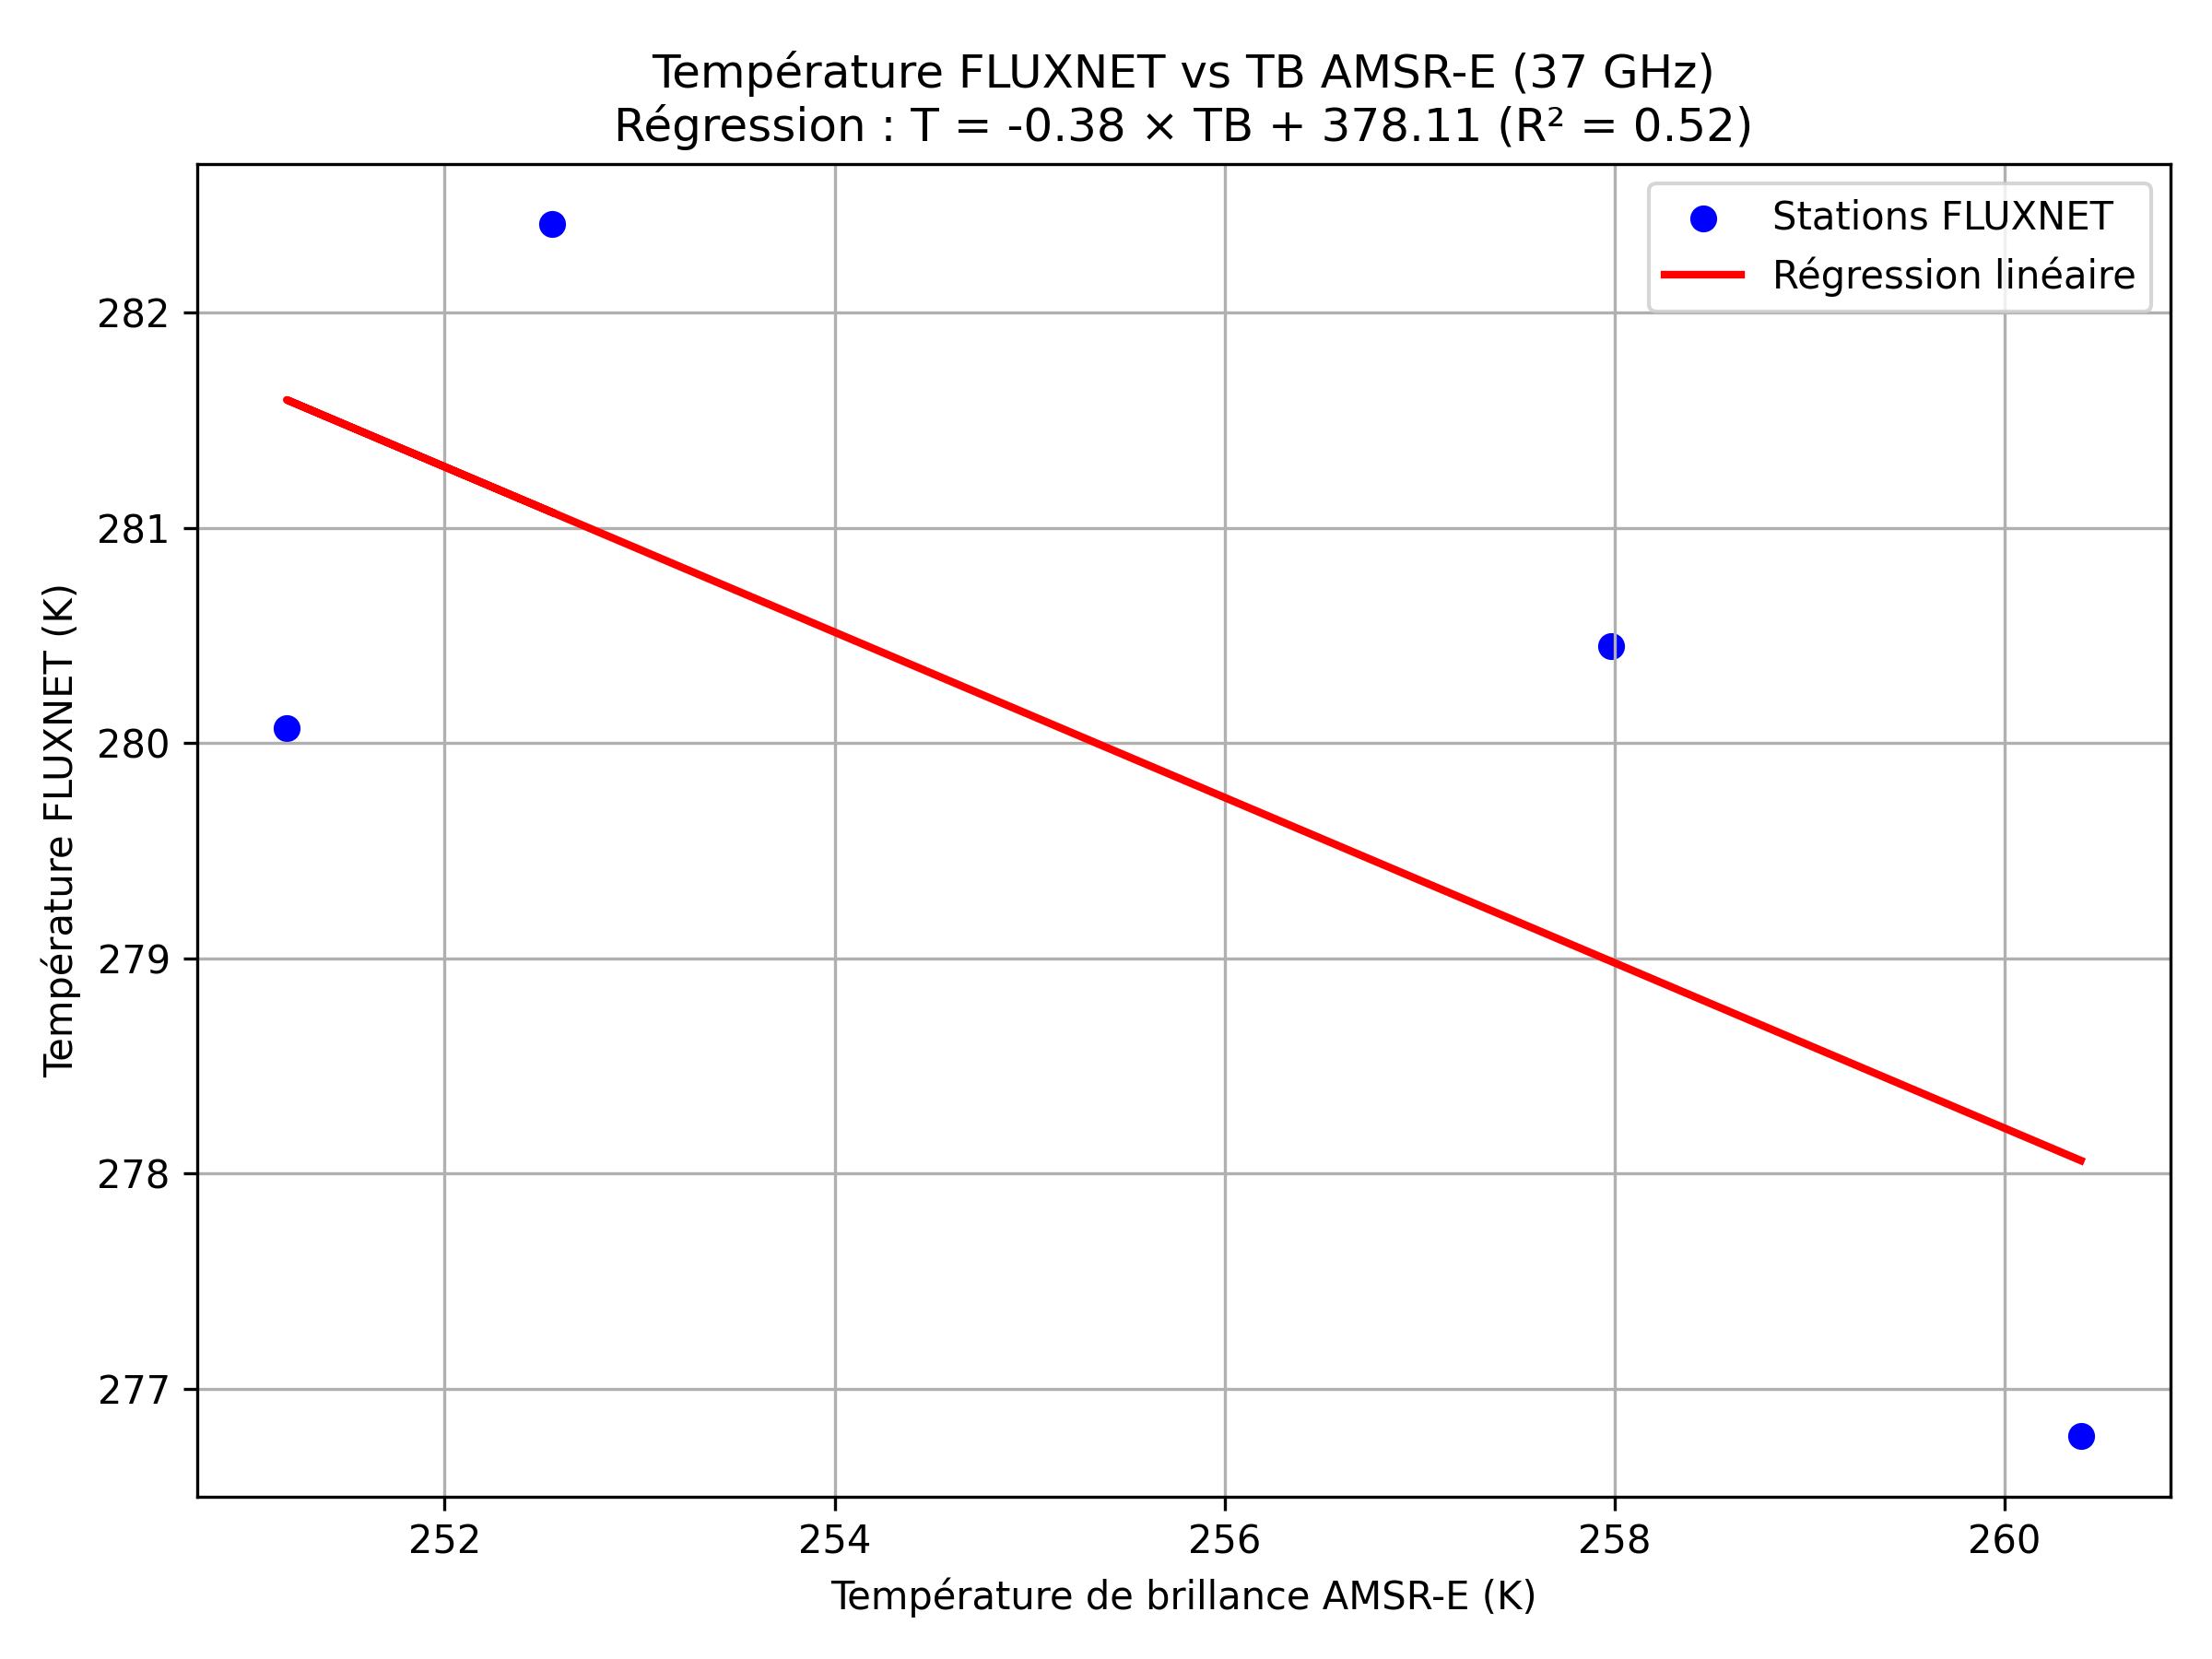 Température FLUXNET vs TB AMSR-E (37 GHz)
Régression : T = -0.38 × TB + 378.11 (R² = 0.52)
Stations FLUXNET
Régression linéaire
Température FLUXNET (K)
282
281
280
279
278
277
252 254 256 258 260
Température de brillance AMSR-E (K)